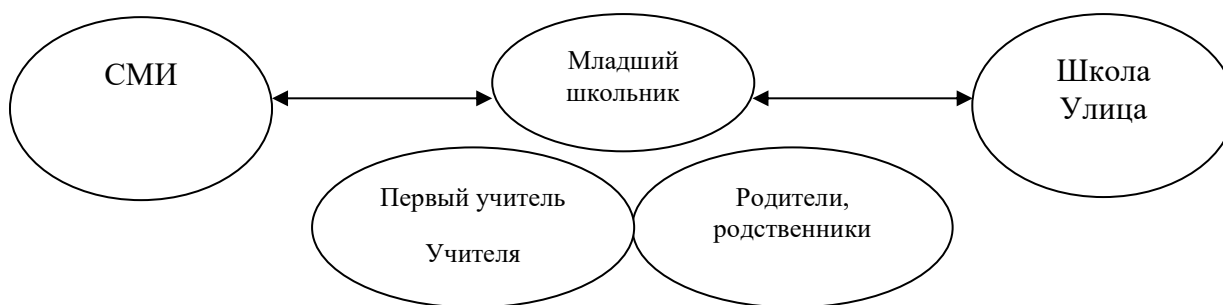 СМИ
Младший
школьник
Школа
Улица
Первый учитель
Учителя
Родители,
родственники